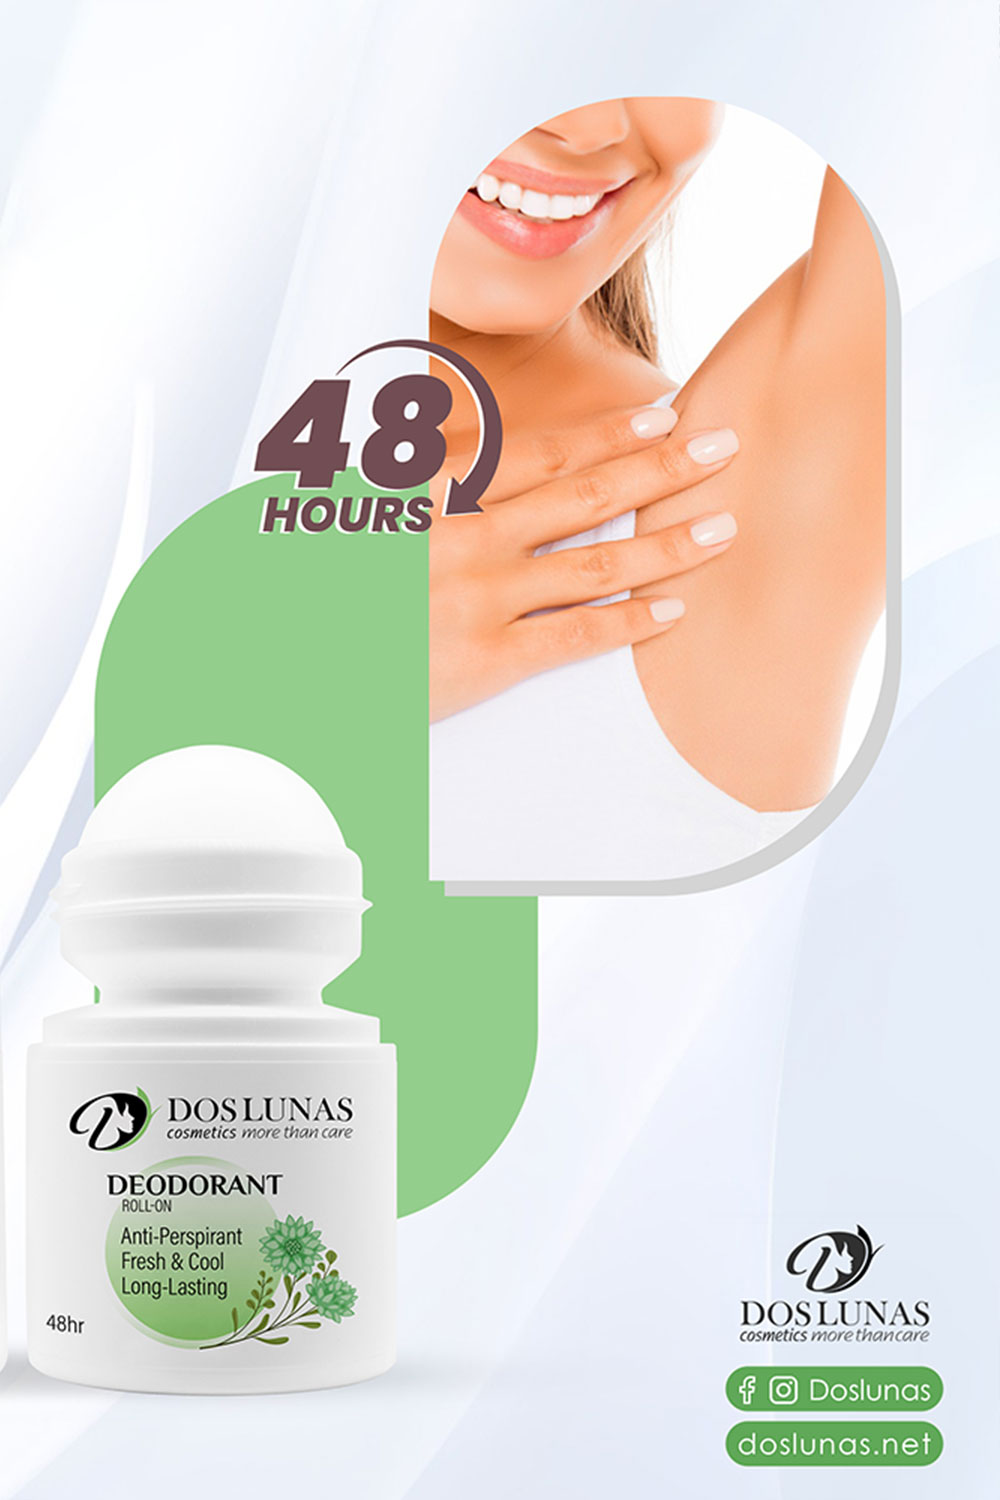 48
HOURS
DOS LUNAS
cosmetics more than care
DEODORANT
ROLL-ON
Anti-Perspirant
Fresh & Cool
Long-Lasting
48hr
DOS LUNAS
cosmetics more than care
Doslunas
doslunas.net